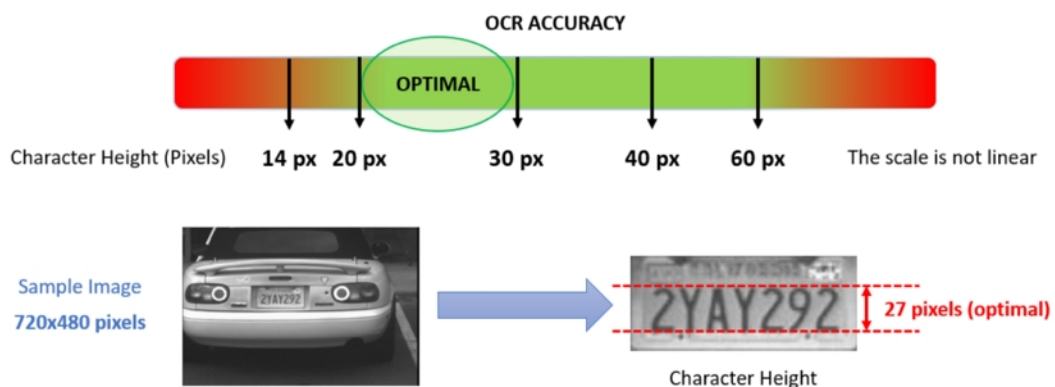 OCR ACCURACY
OPTIMAL
Character Height (Pixels) 14 px 20 px 30 px 40 px 60 px The scale is not linear
Sample Image
720x480 pixels
2YAY292
2YAY292
27 pixels (optimal)
Character Height